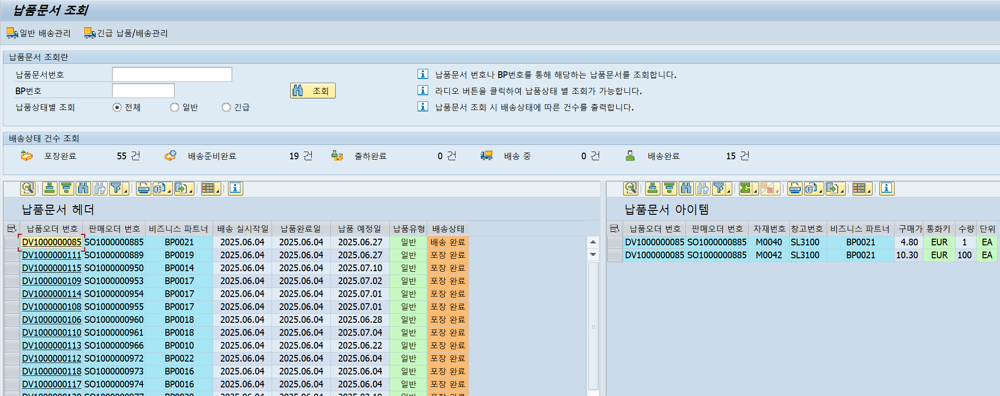 납품문서 조회
일반 배송관리 긴급 납품/배송관리
납품문서 조회란
납품문서번호
납품문서 번호나 BP번호를 통해 해당하는 납품문서를 조회합니다.
BP번호 조회
라디오 버튼을 클릭하여 납품상태 별 조회가 가능합니다.
납품상태별 조회 전체 일반 긴급
납품문서 조회 시 배송상태에 따른 건수를 출력합니다.
배송상태 건수 조회
포장완료 55 건 배송준비완료 19 건 출하완료 0 건 배송 중 0 건 배송완료 15 건
납품문서 헤더
납품오더 번호 판매오더 번호 비즈니스 파트너 배송 실시작일 납품완료일 납품 예정일 납품유형 배송상태
DV1000000085 SO1000000885 BP0021 2025.06.04 2025.06.04 2025.06.27 일반 배송 완료
DV1000000111 SO1000000889 BP0019 2025.06.04 2025.06.04 2025.06.27 일반 포장 완료
DV1000000115 SO1000000950 BP0014 2025.06.04 2025.06.04 2025.07.10 일반 포장 완료
DV1000000109 SO1000000953 BP0017 2025.06.04 2025.06.04 2025.07.02 일반 포장 완료
DV1000000114 SO1000000954 BP0017 2025.06.04 2025.06.04 2025.07.01 일반 포장 완료
DV1000000108 SO1000000955 BP0017 2025.06.04 2025.06.04 2025.07.01 일반 포장 완료
DV1000000106 SO1000000960 BP0018 2025.06.04 2025.06.04 2025.06.28 일반 포장 완료
DV1000000110 SO1000000961 BP0018 2025.06.04 2025.06.04 2025.07.04 일반 포장 완료
DV1000000113 SO1000000966 BP0010 2025.06.04 2025.06.04 2025.06.22 일반 포장 완료
DV1000000112 SO1000000972 BP0022 2025.06.04 2025.06.04 2025.06.04 일반 포장 완료
DV1000000118 SO1000000973 BP0016 2025.06.04 2025.06.04 2025.06.04 일반 포장 완료
DV1000000117 SO1000000974 BP0016 2025.06.04 2025.06.04 2025.06.04 일반 포장 완료
납품문서 아이템
납품오더 번호 판매오더 번호 자재번호 창고번호 비즈니스 파트너 구매가 통화키 수량 단위
DV1000000085 SO1000000885 M0040 SL3100 BP0021 4.80 EUR 1 EA
DV1000000085 SO1000000885 M0042 SL3100 BP0021 10.30 EUR 100 EA